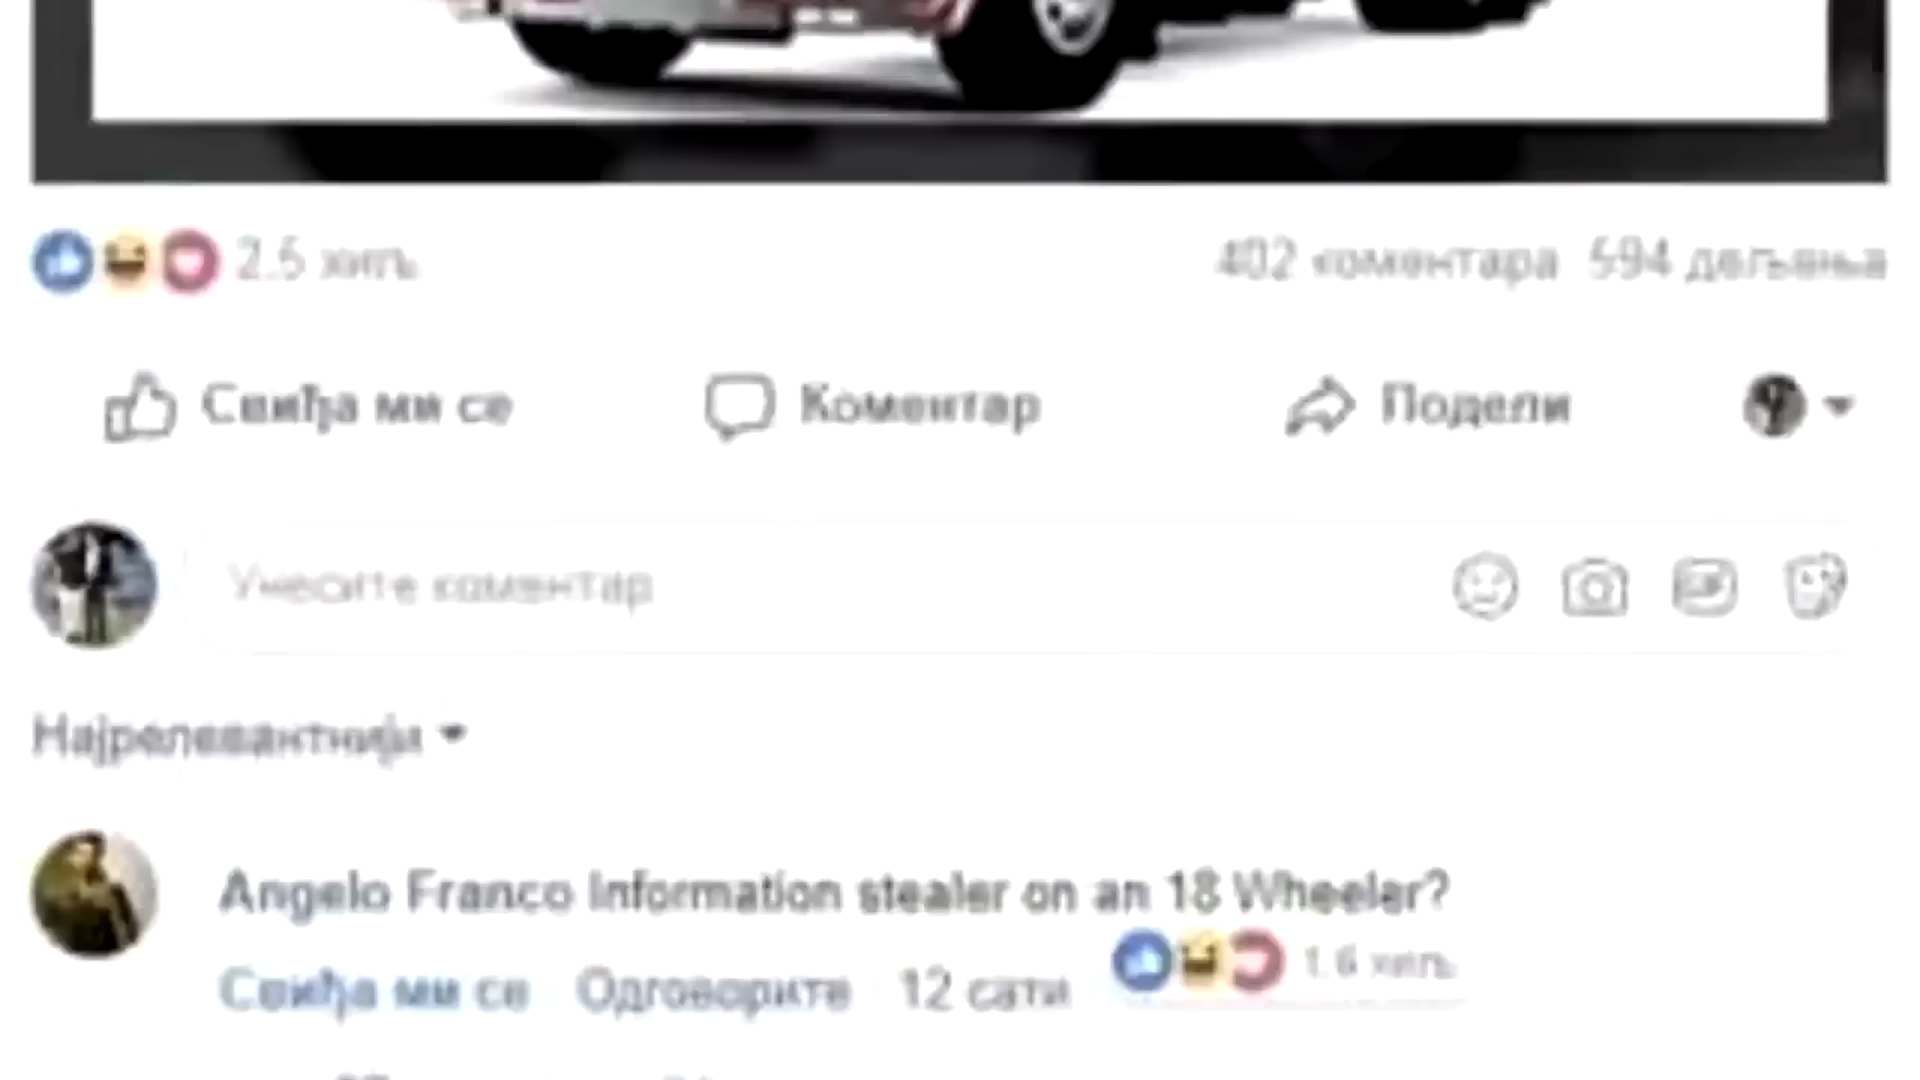 2.5 хиљ.
402 коментара 594 дељења
Свиђа ми се Коментар Подели
Унесите коментар
Најрелевантнији
Angelo Franco Information stealer on an 18 Wheeler?
1.6 хиљ.
Свиђа ми се Одговорите 12 сати